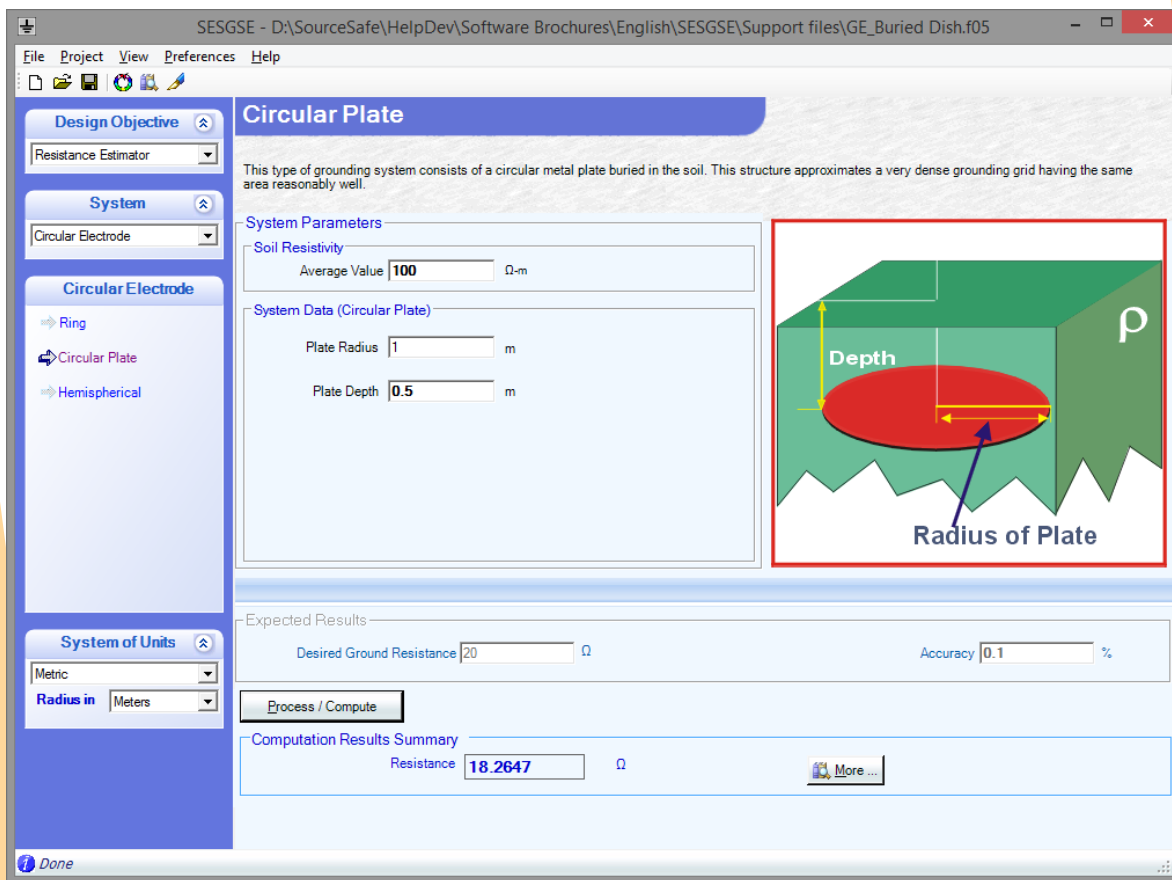 SESGSE - D:\SourceSafe\HelpDev\Software Brochures\English\SESGSE\Support files\GE_Buried Dish.f05
File Project View Preferences Help
Design Objective
Resistance Estimator
System
Circular Electrode
Circular Electrode
Ring
Circular Plate
Hemispherical
System of Units
Metric
Radius in Meters
Circular Plate
This type of grounding system consists of a circular metal plate buried in the soil. This structure approximates a very dense grounding grid having the same
area reasonably well.
System Parameters
Soil Resistivity
Average Value 100 Ω-m
System Data (Circular Plate)
Plate Radius 1 m
Plate Depth 0.5 m
ρ
Depth
Radius of Plate
Expected Results
Desired Ground Resistance 20 Ω Accuracy 0.1 %
Process / Compute
Computation Results Summary
Resistance 18.2647 Ω More ...
Done